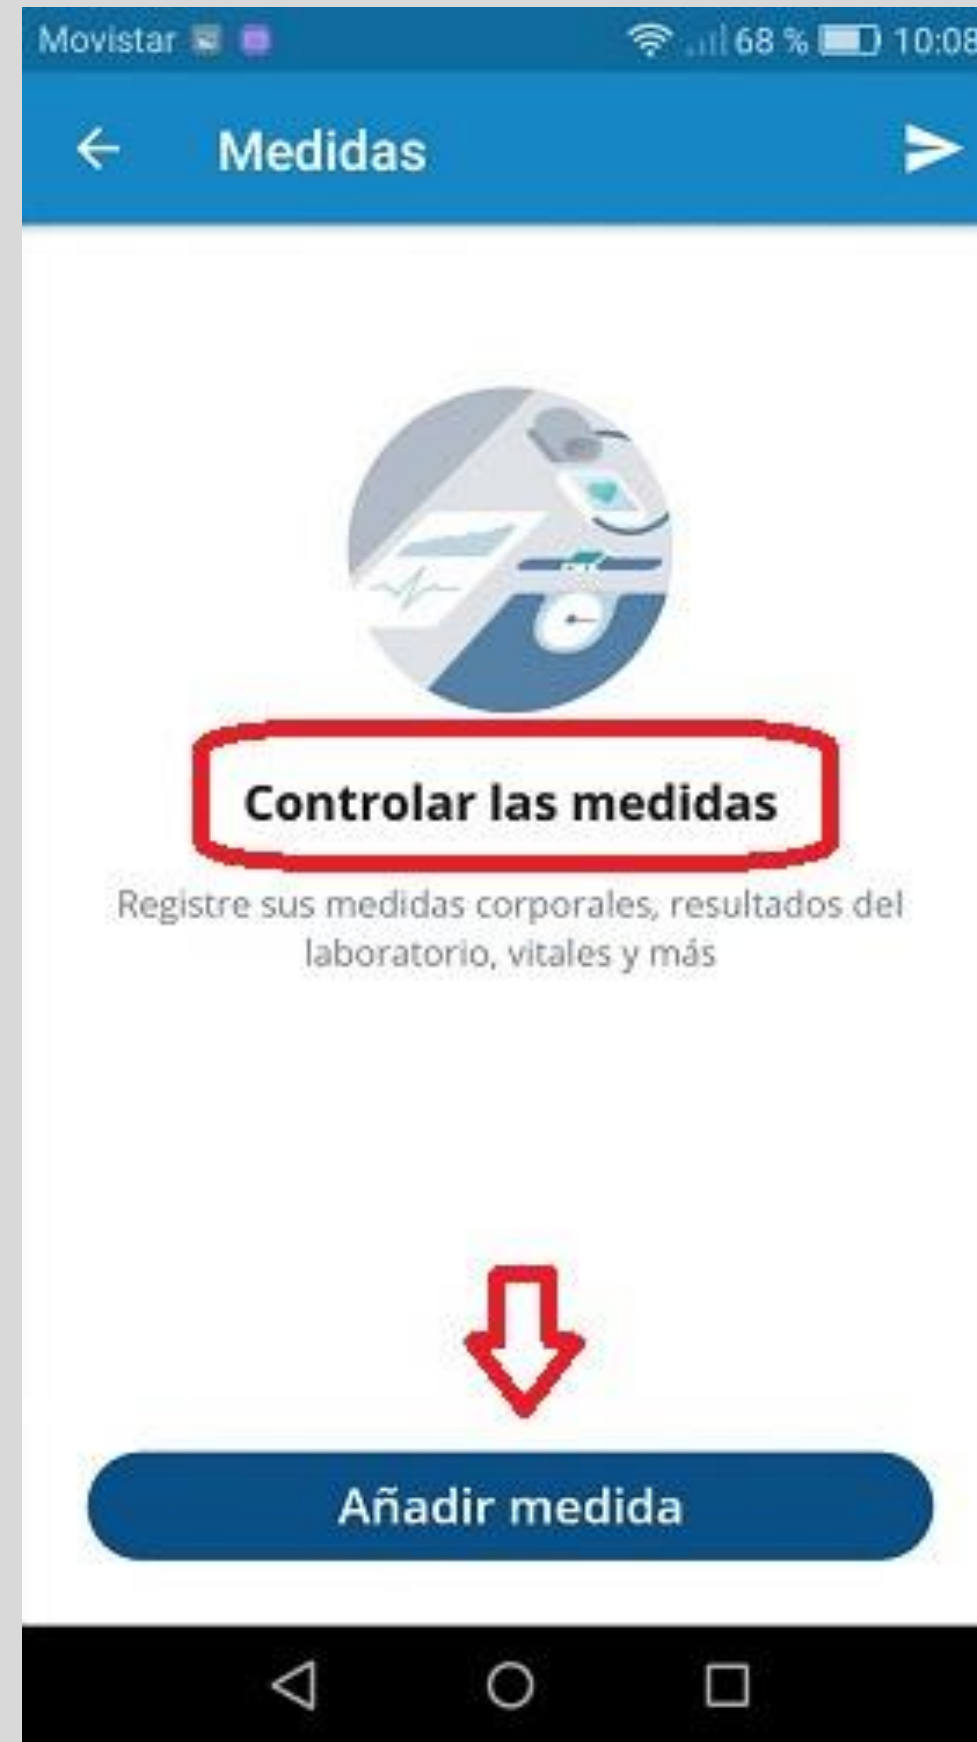 Movistar 68 % 10:08
Medidas
Controlar las medidas
Registre sus medidas corporales, resultados del
laboratorio, vitales y más
Añadir medida